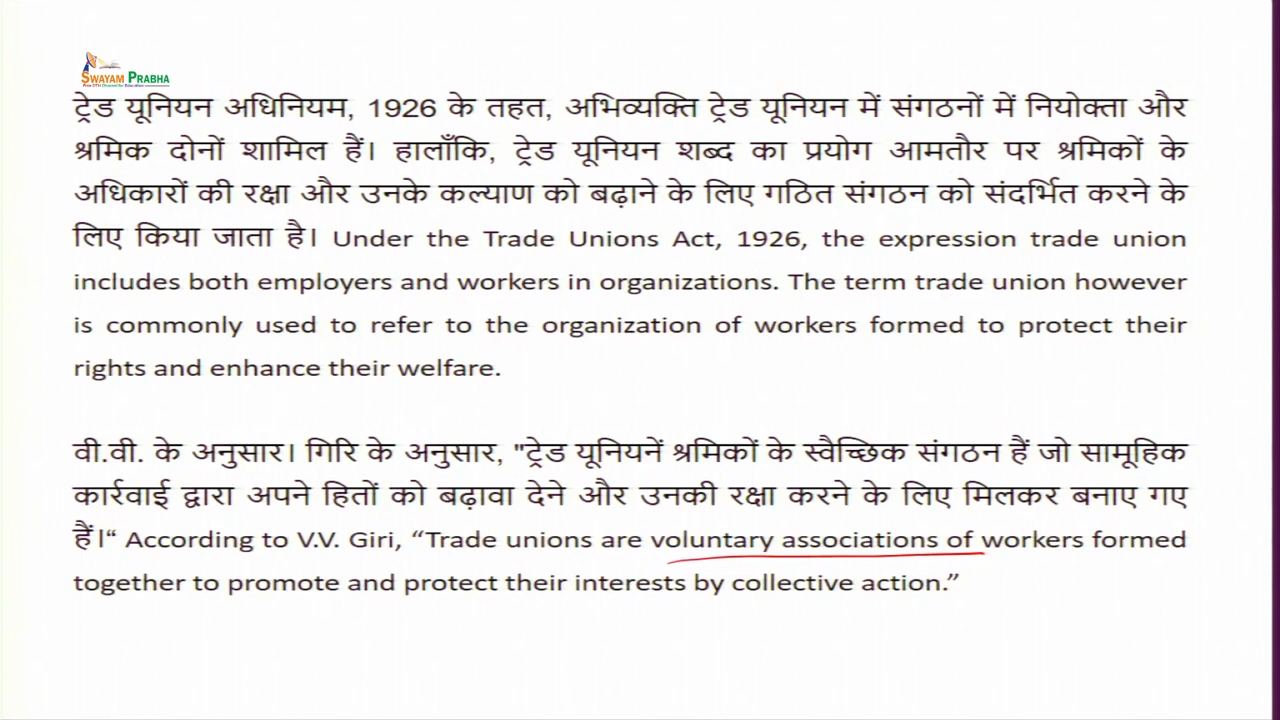 SWAYAM PRABHA
Free DTH Channel for Education
ट्रेड यूनियन अधिनियम, 1926 के तहत, अभिव्यक्ति ट्रेड यूनियन में संगठनों में नियोक्ता और
श्रमिक दोनों शामिल हैं। हालाँकि, ट्रेड यूनियन शब्द का प्रयोग आमतौर पर श्रमिकों के
अधिकारों की रक्षा और उनके कल्याण को बढ़ाने के लिए गठित संगठन को संदर्भित करने के
लिए किया जाता है। Under the Trade Unions Act, 1926, the expression trade union
includes both employers and workers in organizations. The term trade union however
is commonly used to refer to the organization of workers formed to protect their
rights and enhance their welfare.
वी.वी. के अनुसार। गिरि के अनुसार, "ट्रेड यूनियनें श्रमिकों के स्वैच्छिक संगठन हैं जो सामूहिक
कार्रवाई द्वारा अपने हितों को बढ़ावा देने और उनकी रक्षा करने के लिए मिलकर बनाए गए
हैं।“ According to V.V. Giri, “Trade unions are voluntary associations of workers formed
together to promote and protect their interests by collective action.”